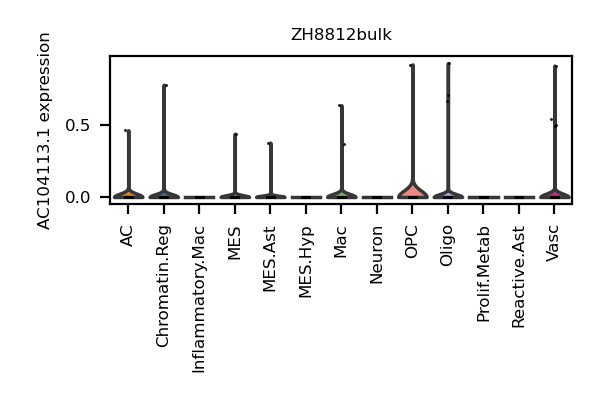 ZH8812bulk
AC104113.1 expression
0.5
0.0
AC
Chromatin.Reg
Inflammatory.Mac
MES
MES.Ast
MES.Hyp
Mac
Neuron
OPC
Oligo
Prolif.Metab
Reactive.Ast
Vasc